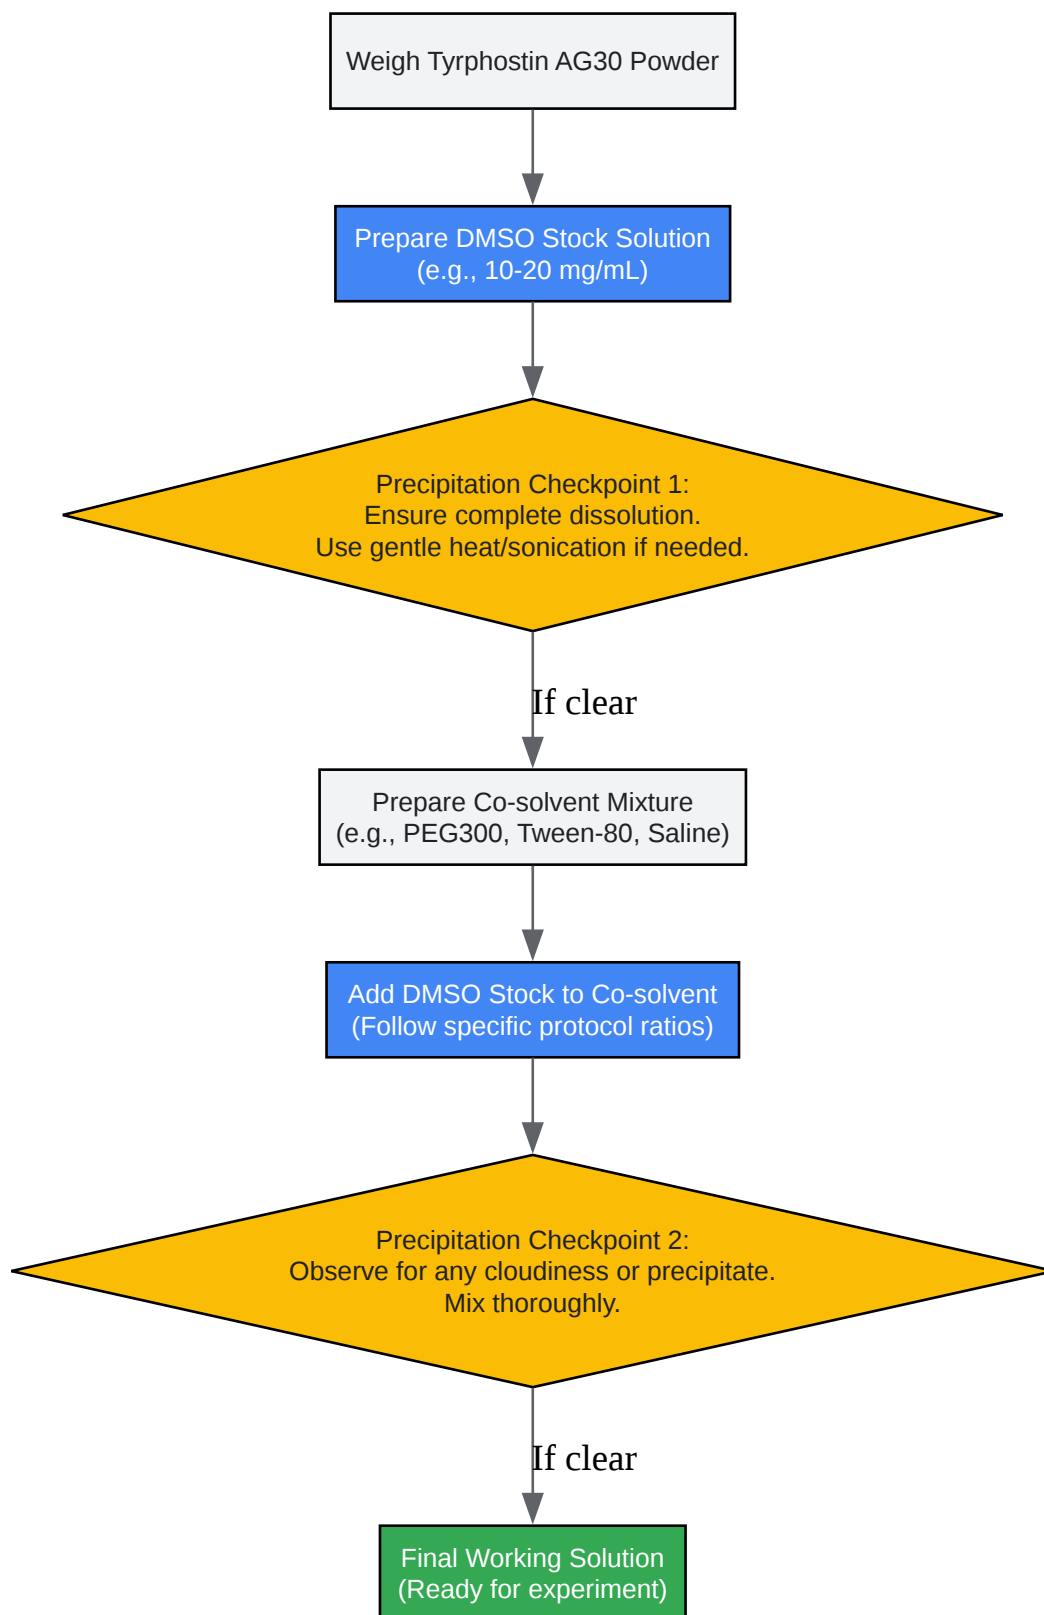 Weigh Tyrphostin AG30 Powder
Prepare DMSO Stock Solution
(e.g., 10-20 mg/mL)
Precipitation Checkpoint 1:
Ensure complete dissolution.
Use gentle heat/sonication if needed.
If clear
Prepare Co-solvent Mixture
(e.g., PEG300, Tween-80, Saline)
Add DMSO Stock to Co-solvent
(Follow specific protocol ratios)
Precipitation Checkpoint 2:
Observe for any cloudiness or precipitate.
Mix thoroughly.
If clear
Final Working Solution
(Ready for experiment)